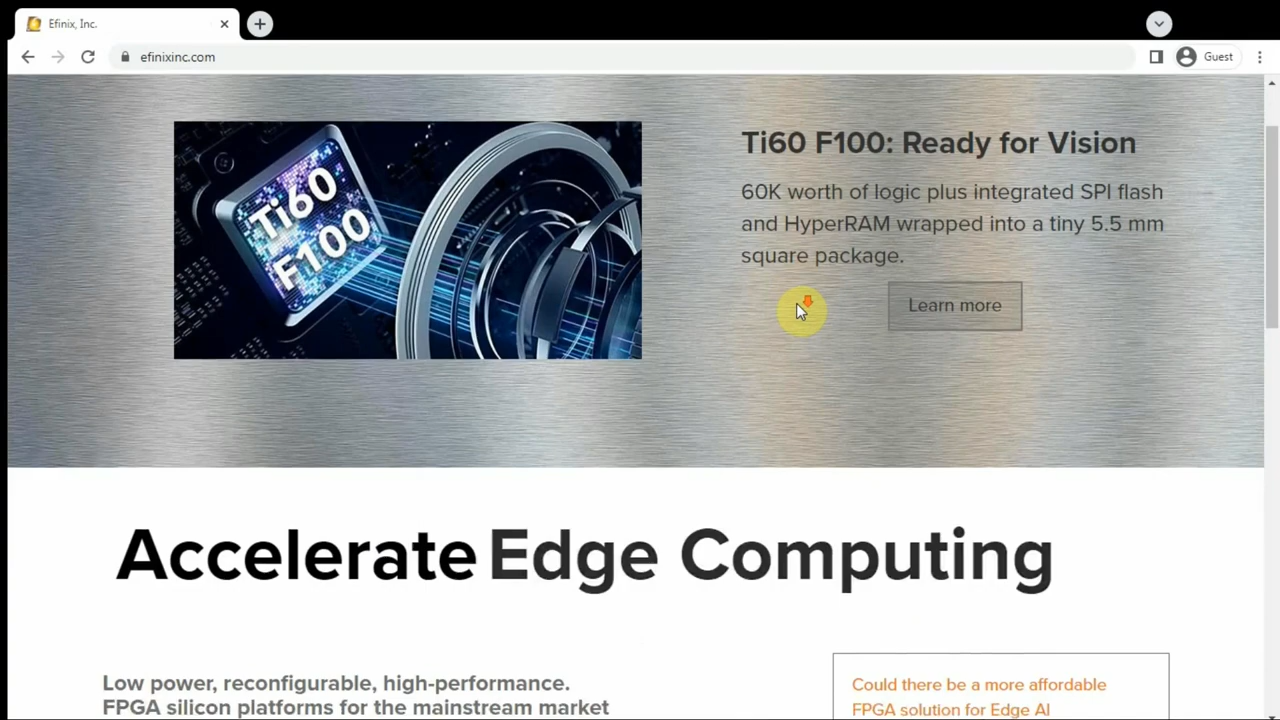 Efinix, Inc.
efinixinc.com
Guest
Ti60
F100
Ti60 F100: Ready for Vision
60K worth of logic plus integrated SPI flash
and HyperRAM wrapped into a tiny 5.5 mm
square package.
Learn more
Accelerate Edge Computing
Low power, reconfigurable, high-performance.
FPGA silicon platforms for the mainstream market
Could there be a more affordable
FPGA solution for Edge AI